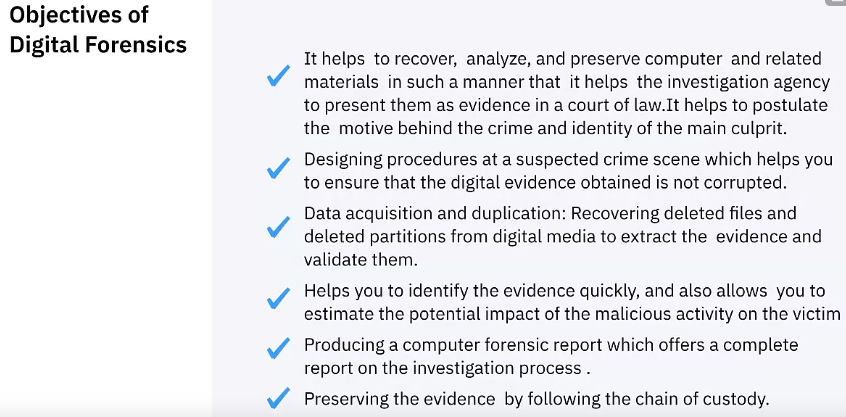 Objectives of
Digital Forensics
It helps to recover, analyze, and preserve computer and related
materials in such a manner that it helps the investigation agency
to present them as evidence in a court of law.It helps to postulate
the motive behind the crime and identity of the main culprit.
Designing procedures at a suspected crime scene which helps you
to ensure that the digital evidence obtained is not corrupted.
Data acquisition and duplication: Recovering deleted files and
deleted partitions from digital media to extract the evidence and
validate them.
Helps you to identify the evidence quickly, and also allows you to
estimate the potential impact of the malicious activity on the victim
Producing a computer forensic report which offers a complete
report on the investigation process .
Preserving the evidence by following the chain of custody.